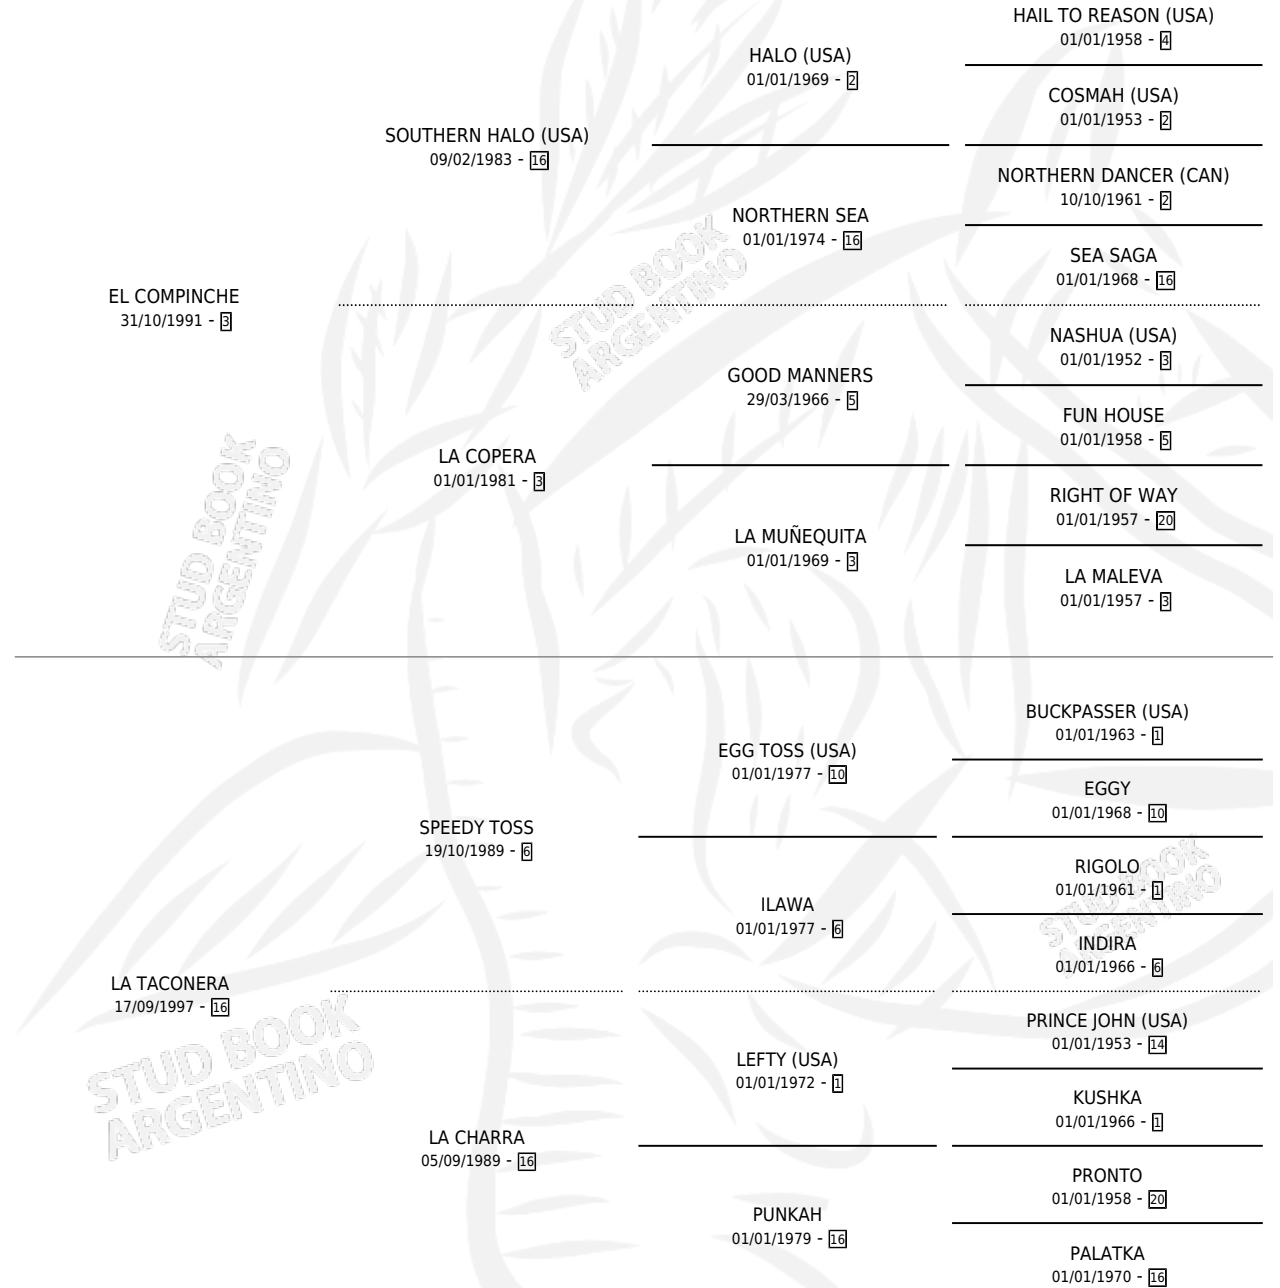 HAIL TO REASON (USA)
01/01/1958 - 4
HALO (USA)
01/01/1969 - 2
COSMAH (USA)
01/01/1953 - 2
SOUTHERN HALO (USA)
09/02/1983 - 16
NORTHERN DANCER (CAN)
10/10/1961 - 2
NORTHERN SEA
01/01/1974 - 16
SEA SAGA
01/01/1968 - 16
EL COMPINCHE
31/10/1991 - 3
NASHUA (USA)
01/01/1952 - 3
GOOD MANNERS
29/03/1966 - 5
FUN HOUSE
01/01/1958 - 5
LA COPERA
01/01/1981 - 3
RIGHT OF WAY
01/01/1957 - 20
LA MUÑEQUITA
01/01/1969 - 3
LA MALEVA
01/01/1957 - 3
STUD BOOK
ARGENTINO
STUD BOOK
ARGENTINO
BUCKPASSER (USA)
01/01/1963 - 1
EGG TOSS (USA)
01/01/1977 - 10
EGGY
01/01/1968 - 10
SPEEDY TOSS
19/10/1989 - 6
RIGOLO
01/01/1961 - 1
ILAWA
01/01/1977 - 6
INDIRA
01/01/1966 - 6
LA TACONERA
17/09/1997 - 16
PRINCE JOHN (USA)
01/01/1953 - 14
LEFTY (USA)
01/01/1972 - 1
KUSHKA
01/01/1966 - 1
LA CHARRA
05/09/1989 - 16
PRONTO
01/01/1958 - 20
PUNKAH
01/01/1979 - 16
PALATKA
01/01/1970 - 16
STUD BOOK
ARGENTINO
STUD BOOK
ARGENTINO